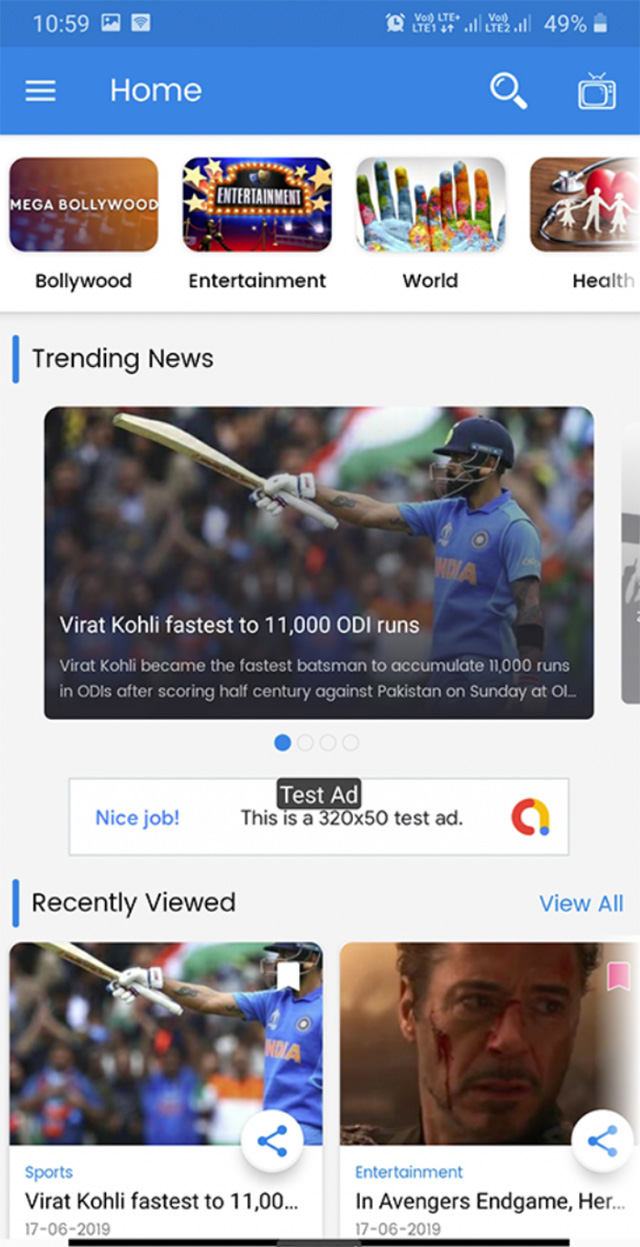 10:59
Vo)) LTE+ Vo)) 49%
LTE1 LTE2
Home
MEGA BOLLYWOOD
ENTERTAINMENT
Bollywood Entertainment World Health
Trending News
INDIA
Virat Kohli fastest to 11,000 ODI runs
Virat Kohli became the fastest batsman to accumulate 11,000 runs
in ODIs after scoring half century against Pakistan on Sunday at Ol...
Test Ad
Nice job! This is a 320x50 test ad.
Recently Viewed View All
INDIA
Sports Entertainment
Virat Kohli fastest to 11,00... In Avengers Endgame, Her...
17-06-2019 17-06-2019